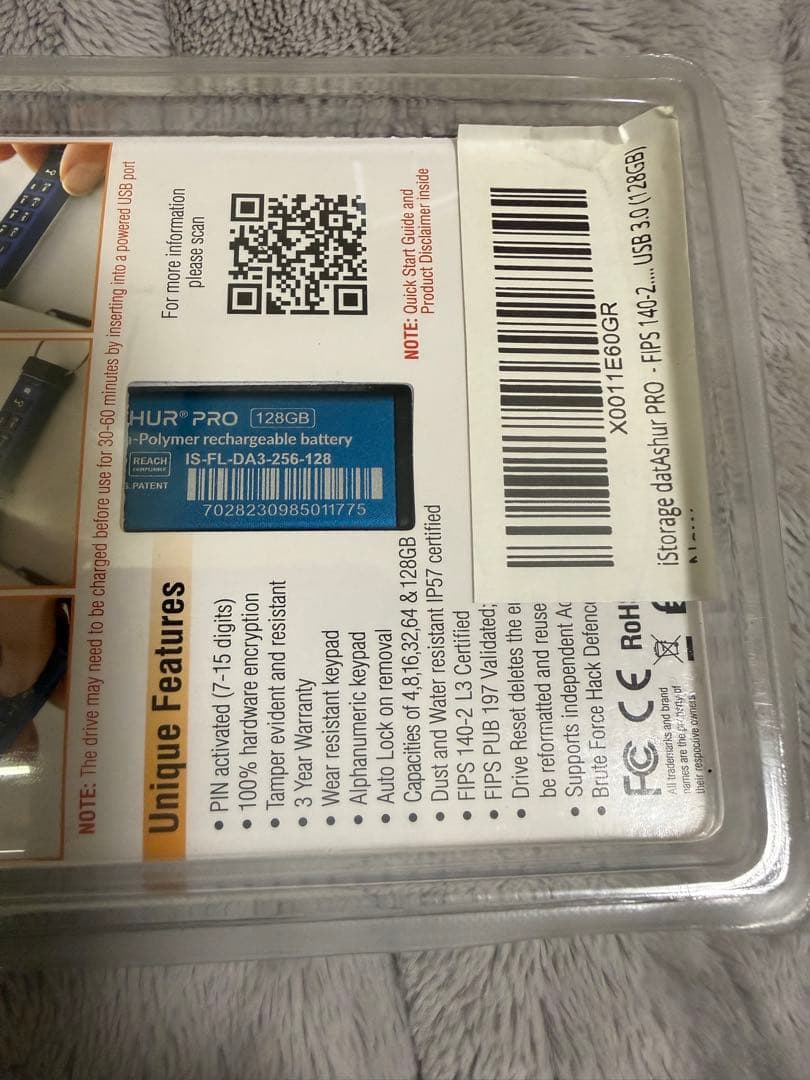 NOTE: The drive may need to be charged before use for 30-60 minutes by inserting into a powered USB port
Unique Features
• PIN activated (7-15 digits)
• 100% hardware encryption
• Tamper evident and resistant
• 3 Year Warranty
• Wear resistant keypad
• Alphanumeric keypad
• Auto Lock on removal
• Capacities of 4,8,16,32,64 & 128GB
• Dust and Water resistant IP57 certified
• FIPS 140-2 L3 Certified
• FIPS PUB 197 Validated;
• Drive Reset deletes the
be reformatted and reuse
• Supports independent
• Brute Force Hack Defence
FC CE RoHS
All trademarks and brand
names are the property of
their respective owners
HUR® PRO 128GB
-Polymer rechargeable battery
REACH
COMPLIANT
IS-FL-DA3-256-128
S.PATENT
7028230985011775
For more information
please scan
NOTE: Quick Start Guide and
Product Disclaimer inside
X0011E60GR
iStorage datAshur PRO - FIPS 140-2.... USB 3.0 (128GB)